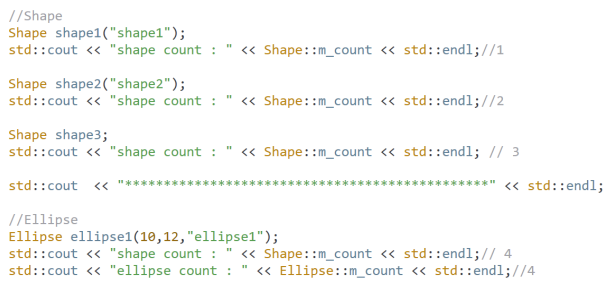 //Shape
Shape shape1("shape1");
std::cout << "shape count : " << Shape::m_count << std::endl;//1
Shape shape2("shape2");
std::cout << "shape count : " << Shape::m_count << std::endl;//2
Shape shape3;
std::cout << "shape count : " << Shape::m_count << std::endl; // 3
std::cout  << "***********************************************" << std::endl;
//Ellipse
Ellipse ellipse1(10,12,"ellipse1");
std::cout << "shape count : " << Shape::m_count << std::endl;// 4
std::cout << "ellipse count : " << Ellipse::m_count << std::endl;//4